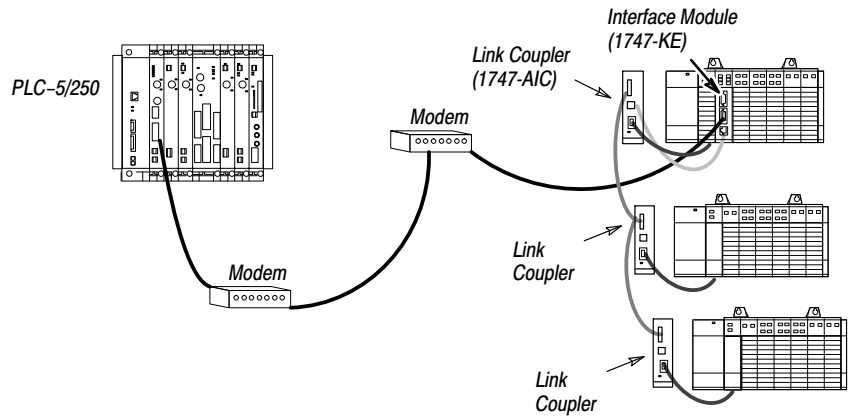 Interface Module
(1747-KE)
Link Coupler
(1747-AIC)
PLC–5/250
Modem
Modem
Link
Coupler
Link
Coupler